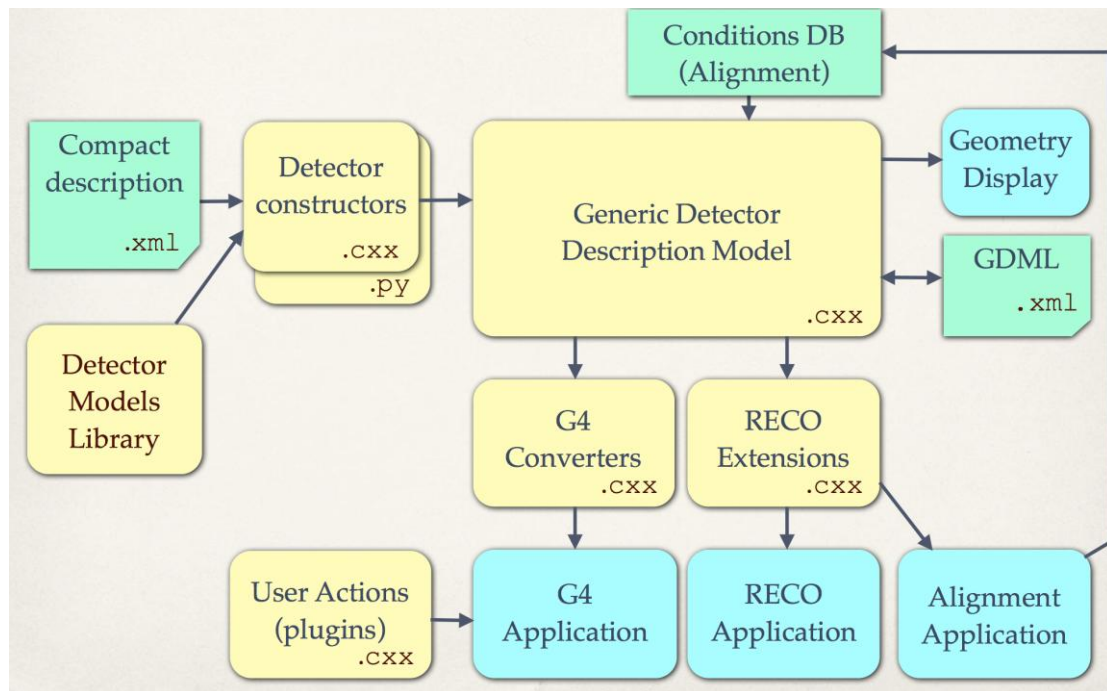 Conditions DB
(Alignment)
Compact
description
.xml
Detector
constructors
.cxx
.py
Generic Detector
Description Model
.cxx
Geometry
Display
GDML
.xml
Detector
Models
Library
G4
Converters
.cxx
RECO
Extensions
.cxx
User Actions
(plugins)
.cxx
G4
Application
RECO
Application
Alignment
Application